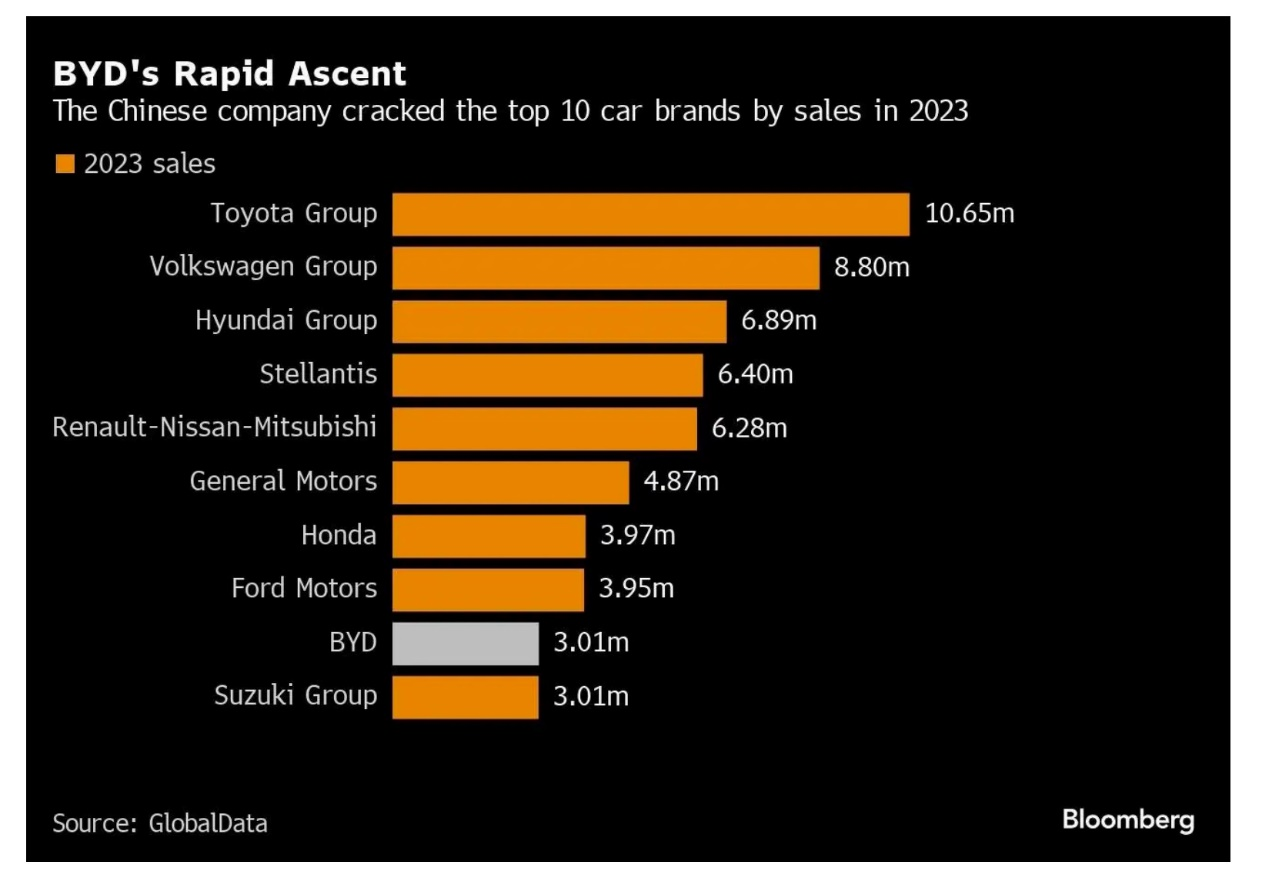 BYD's Rapid Ascent
The Chinese company cracked the top 10 car brands by sales in 2023
2023 sales
Toyota Group 10.65m
Volkswagen Group 8.80m
Hyundai Group 6.89m
Stellantis 6.40m
Renault-Nissan-Mitsubishi 6.28m
General Motors 4.87m
Honda 3.97m
Ford Motors 3.95m
BYD 3.01m
Suzuki Group 3.01m
Source: GlobalData
Bloomberg